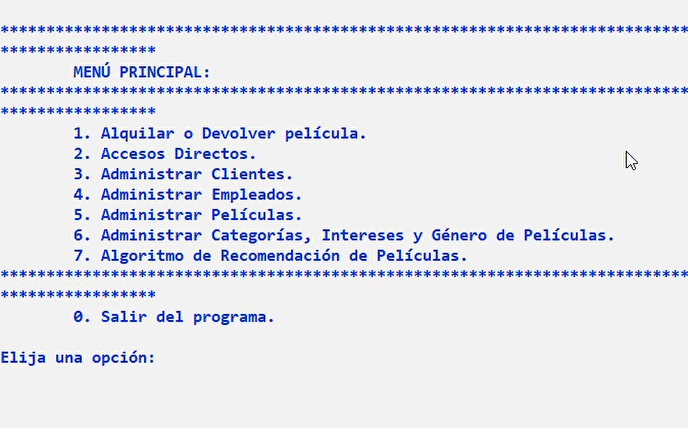 ***************************************************************************
*****************
MENÚ PRINCIPAL:
***************************************************************************
*****************
1. Alquilar o Devolver película.
2. Accesos Directos.
3. Administrar Clientes.
4. Administrar Empleados.
5. Administrar Películas.
6. Administrar Categorías, Intereses y Género de Películas.
7. Algoritmo de Recomendación de Películas.
***************************************************************************
*****************
0. Salir del programa.
Elija una opción: